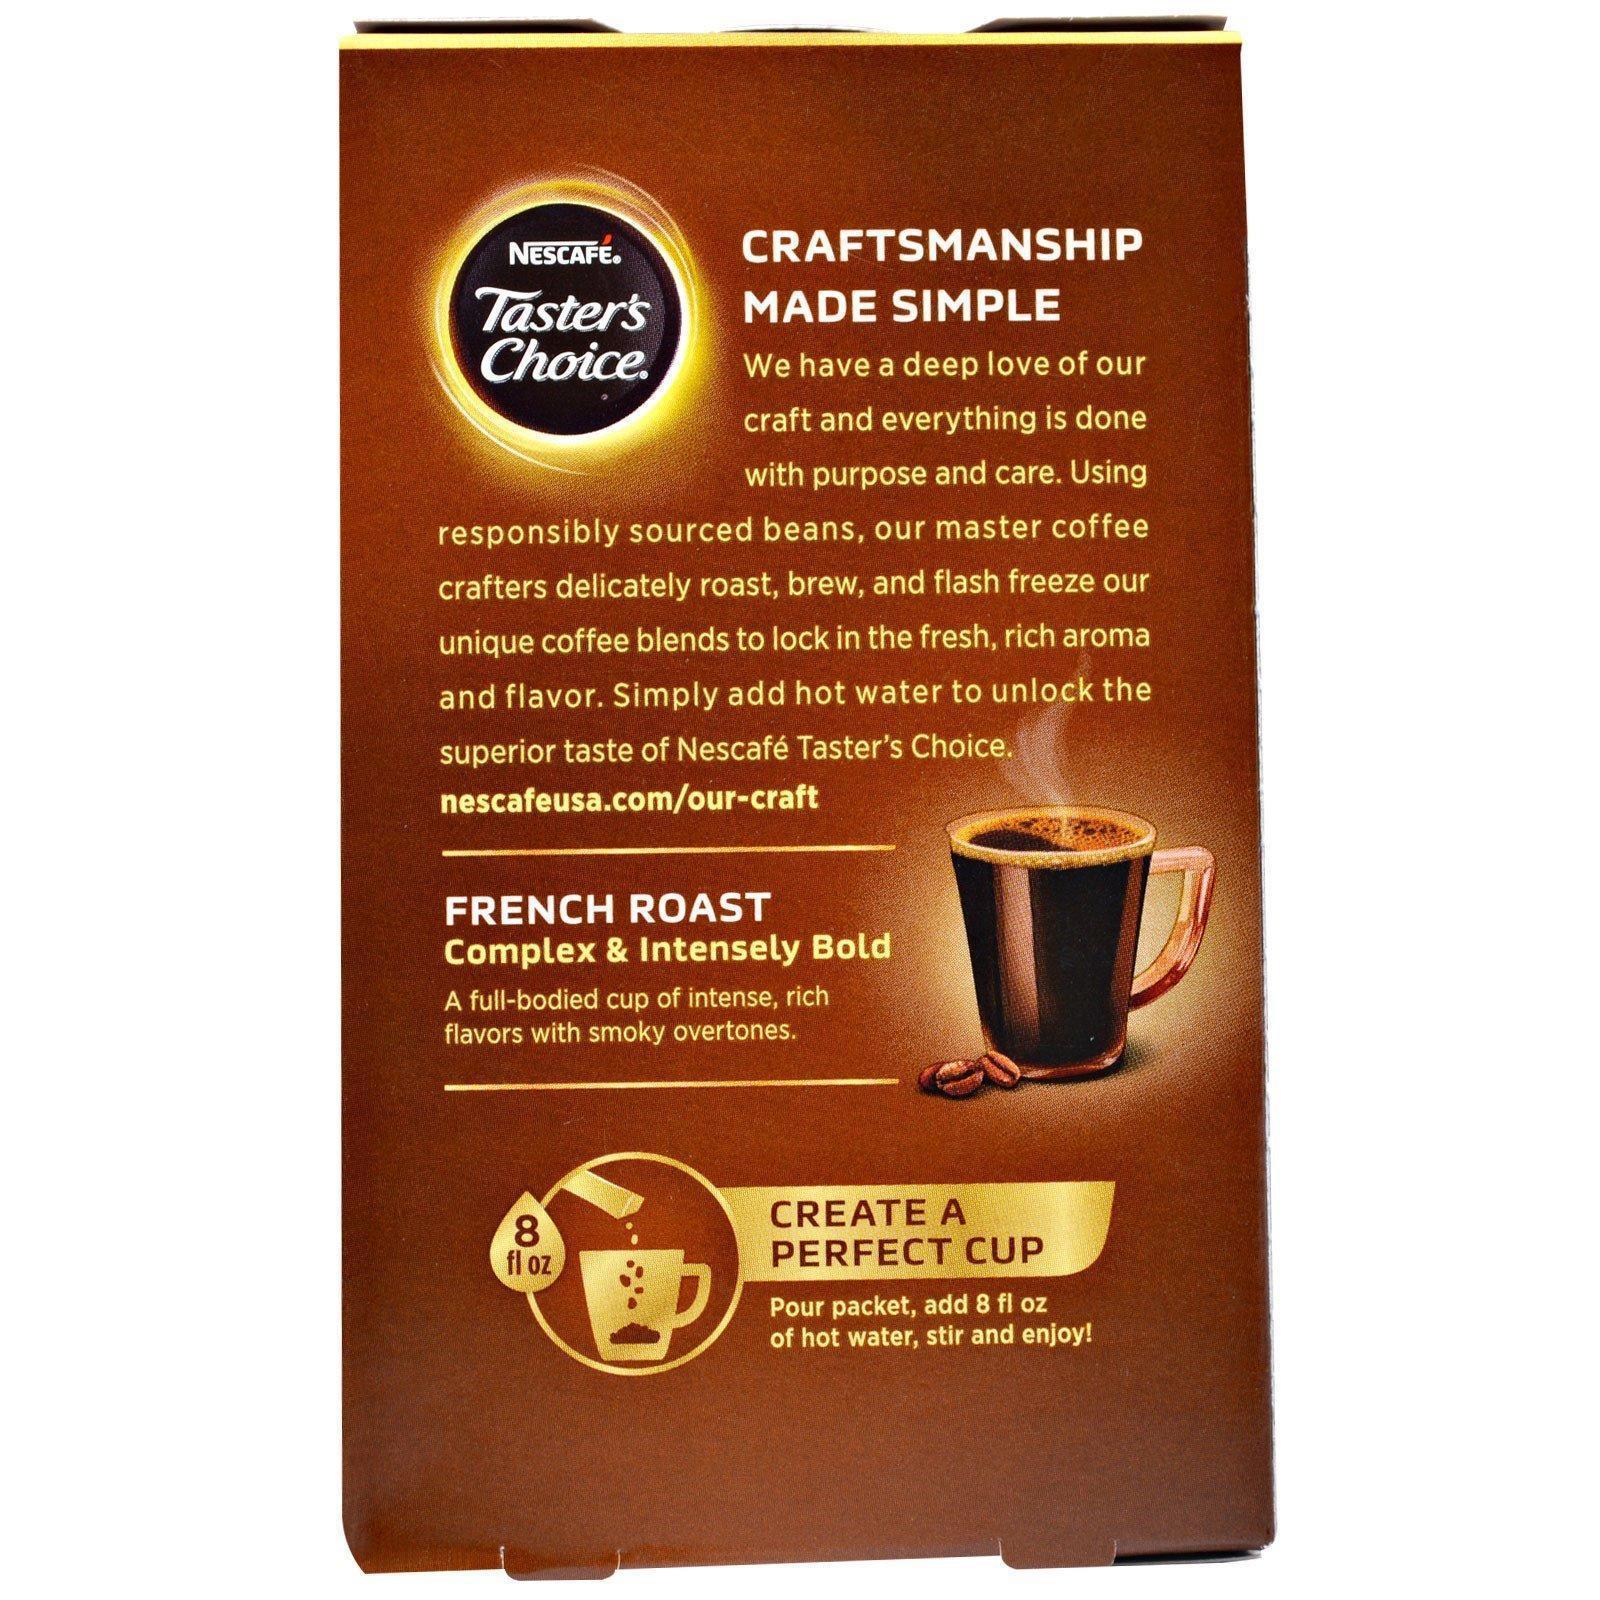 NESCAFÉ®
Taster's
Choice®
CRAFTSMANSHIP
MADE SIMPLE
We have a deep love of our
craft and everything is done
with purpose and care. Using
responsibly sourced beans, our master coffee
crafters delicately roast, brew, and flash freeze our
unique coffee blends to lock in the fresh, rich aroma
and flavor. Simply add hot water to unlock the
superior taste of Nescafé Taster's Choice.
nescafeusa.com/our-craft
FRENCH ROAST
Complex & Intensely Bold
A full-bodied cup of intense, rich
flavors with smoky overtones.
8
fl oz
CREATE A
PERFECT CUP
Pour packet, add 8 fl oz
of hot water, stir and enjoy!